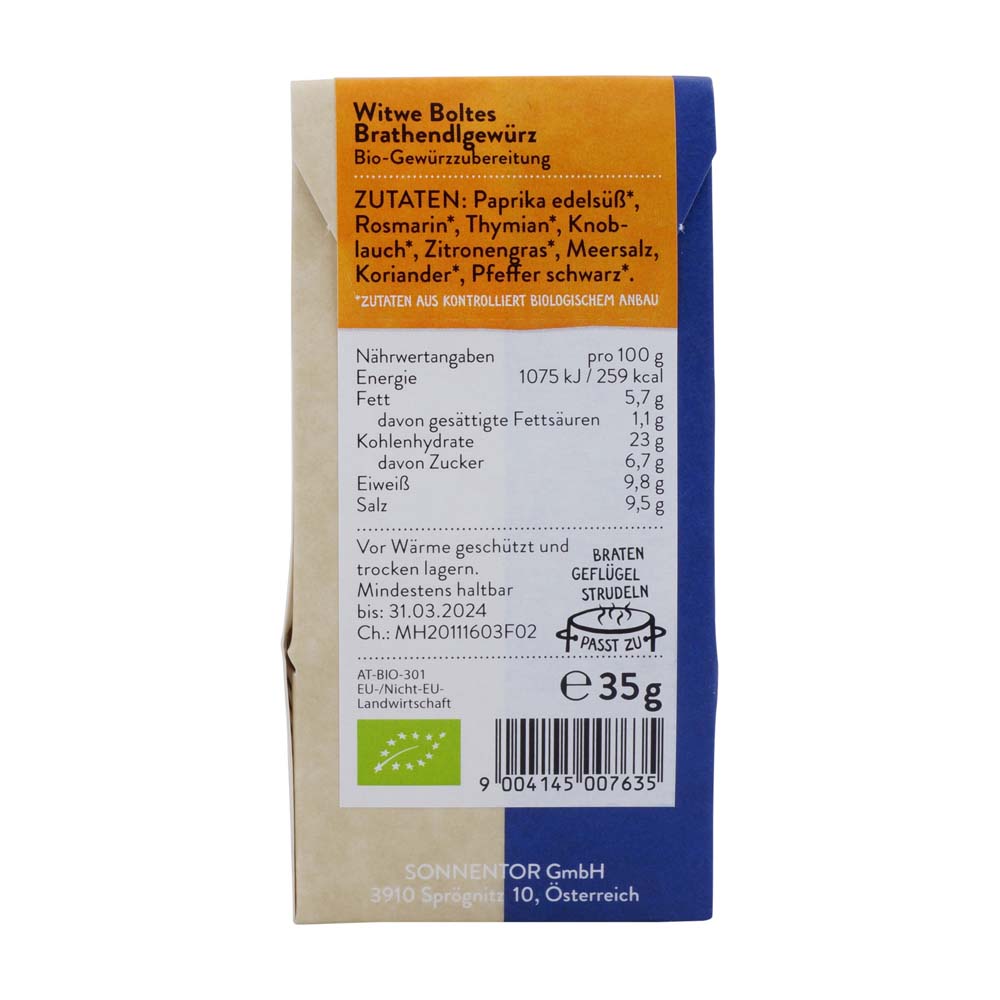 Witwe Boltes
Brathendlgewürz
Bio-Gewürzzubereitung
ZUTATEN: Paprika edelsüß*,
Rosmarin*, Thymian*, Knob-
lauch*, Zitronengras*, Meersalz,
Koriander*, Pfeffer schwarz*.
*ZUTATEN AUS KONTROLLIERT BIOLOGISCHEM ANBAU
Nährwertangaben pro 100 g
Energie 1075 kJ / 259 kcal
Fett 5,7 g
davon gesättigte Fettsäuren 1,1 g
Kohlenhydrate 23 g
davon Zucker 6,7 g
Eiweiß 9,8 g
Salz 9,5 g
Vor Wärme geschützt und
trocken lagern.
Mindestens haltbar
bis: 31.03.2024
Ch.: MH20111603F02
BRATEN
GEFLÜGEL
STRUDELN
PASST ZU
AT-BIO-301
EU-/Nicht-EU-
Landwirtschaft
℮ 35g
9 004145 007635
SONNENTOR GmbH
3910 Sprögnitz 10, Österreich